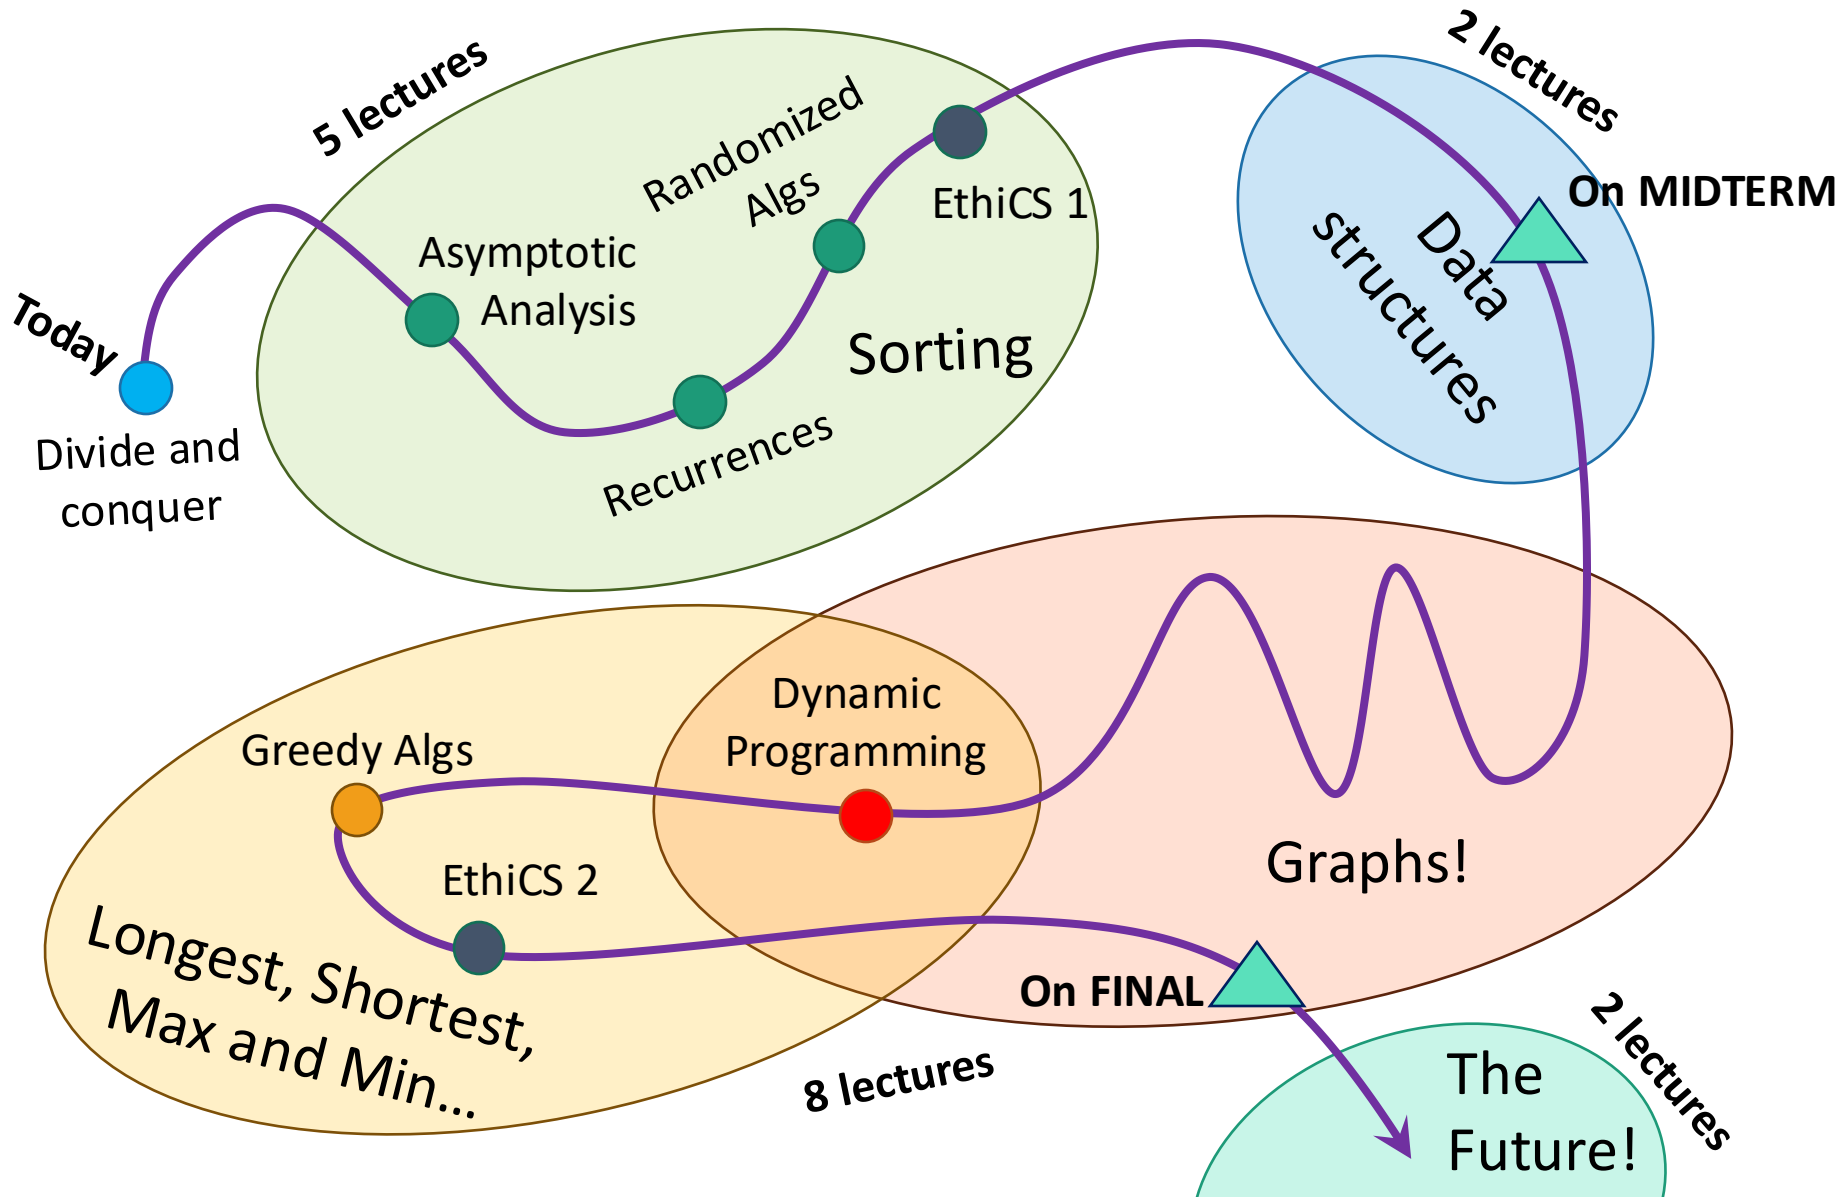 5 lectures
2 lectures
Randomized
Algs
EthiCS 1
On MIDTERM
Asymptotic
Analysis
Data
structures
Today
Sorting
Divide and
conquer
Recurrences
Dynamic
Programming
Greedy Algs
Graphs!
EthiCS 2
Longest, Shortest,
Max and Min...
On FINAL
8 lectures
2 lectures
The
Future!